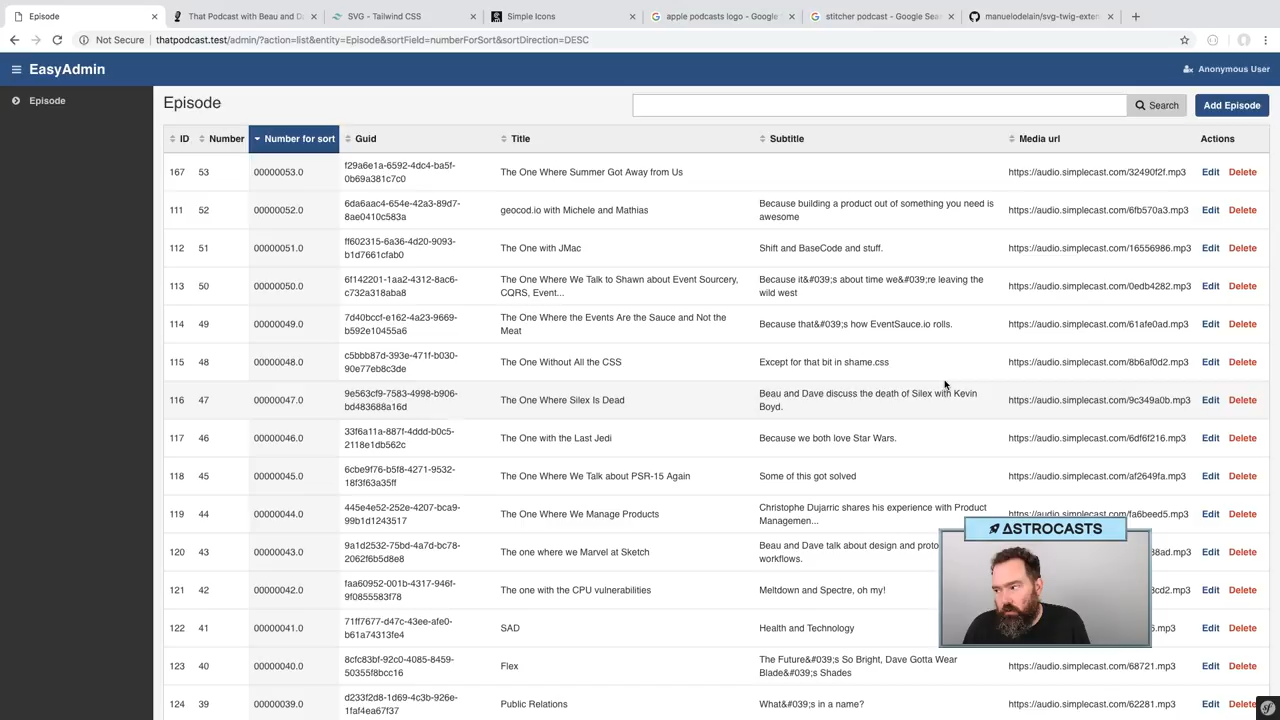 Episode
That Podcast with Beau and Da
SVG - Tailwind CSS
Simple Icons
apple podcasts logo - Google
stitcher podcast - Google Sea
manuelodelain/svg-twig-exten
Not Secure
thatpodcast.test/admin/?action=list&entity=Episode&sortField=numberForSort&sortDirection=DESC
EasyAdmin
Anonymous User
Episode
Episode
Search
Add Episode
ID Number Number for sort Guid Title Subtitle Media url Actions
167 53 00000053.0 f29a6e1a-6592-4dc4-ba5f-
0b69a381c7c0 The One Where Summer Got Away from Us https://audio.simplecast.com/32490f2f.mp3 Edit Delete
111 52 00000052.0 6da6aac4-654e-42a3-89d7-
8ae0410c583a geocod.io with Michele and Mathias Because building a product out of something you need is
awesome https://audio.simplecast.com/6fb570a3.mp3 Edit Delete
112 51 00000051.0 ff602315-6a36-4d20-9093-
b1d7661cfab0 The One with JMac Shift and BaseCode and stuff. https://audio.simplecast.com/16556986.mp3 Edit Delete
113 50 00000050.0 6f142201-1aa2-4312-8ac6-
c732a318aba8 The One Where We Talk to Shawn about Event Sourcery,
CQRS, Event... Because it&#039;s about time we&#039;re leaving the
wild west https://audio.simplecast.com/0edb4282.mp3 Edit Delete
114 49 00000049.0 7d40bccf-e162-4a23-9669-
b592e10455a6 The One Where the Events Are the Sauce and Not the
Meat Because that&#039;s how EventSauce.io rolls. https://audio.simplecast.com/61afe0ad.mp3 Edit Delete
115 48 00000048.0 c5bbb87d-393e-471f-b030-
90e77eb8c3de The One Without All the CSS Except for that bit in shame.css https://audio.simplecast.com/8b6af0d2.mp3 Edit Delete
116 47 00000047.0 9e563cf9-7583-4998-b906-
bd483688a16d The One Where Silex Is Dead Beau and Dave discuss the death of Silex with Kevin
Boyd. https://audio.simplecast.com/9c349a0b.mp3 Edit Delete
117 46 00000046.0 33f6a11a-887f-4ddd-b0c5-
2118e1db562c The One with the Last Jedi Because we both love Star Wars. https://audio.simplecast.com/6df6f216.mp3 Edit Delete
118 45 00000045.0 6cbe9f76-b5f8-4271-9532-
18f3f63a35ff The One Where We Talk about PSR-15 Again Some of this got solved https://audio.simplecast.com/af2649fa.mp3 Edit Delete
119 44 00000044.0 445e4e52-252e-4207-bca9-
99b1d1243517 The One Where We Manage Products Christophe Dujarric shares his experience with Product
Managemen... https://audio.simplecast.com/fa6beed5.mp3 Edit Delete
120 43 00000043.0 9a1d2532-75bd-4a7d-bc78-
2062f6b5d8e8 The one where we Marvel at Sketch Beau and Dave talk about design and proto
workflows. 38ad.mp3 Edit Delete
121 42 00000042.0 faa60952-001b-4317-946f-
9f0855583f78 The one with the CPU vulnerabilities Meltdown and Spectre, oh my! 3cd2.mp3 Edit Delete
122 41 00000041.0 71ff7677-d47c-43ee-afe0-
b61a74313fe4 SAD Health and Technology 5.mp3 Edit Delete
123 40 00000040.0 8cfc83bf-92c0-4085-8459-
50355f8bcc16 Flex The Future&#039;s So Bright, Dave Gotta Wear
Blade&#039;s Shades https://audio.simplecast.com/68721.mp3 Edit Delete
124 39 00000039.0 d233f2d8-1d69-4c3b-926e-
1faf4ea67f37 Public Relations What&#039;s in a name? https://audio.simplecast.com/62281.mp3 Edit Delete
ASTROCASTS